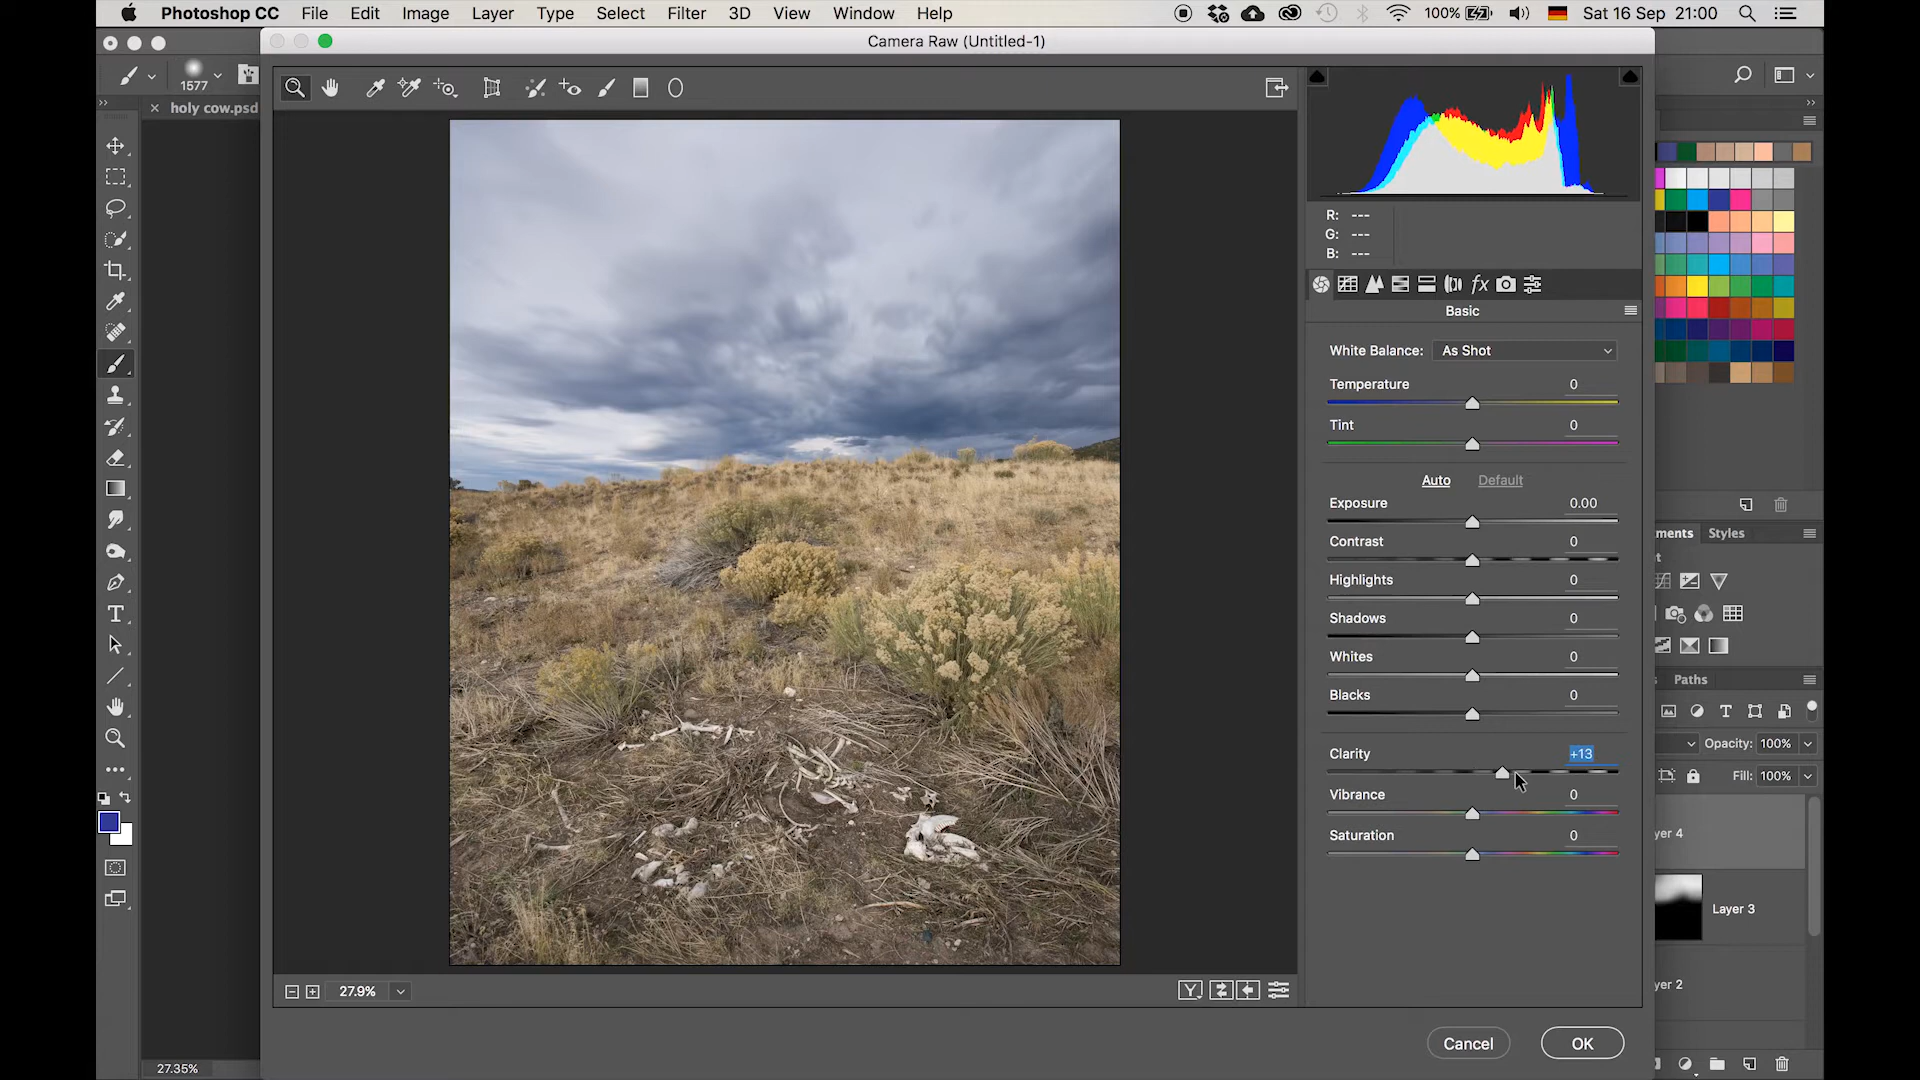 Photoshop CC File Edit Image Layer Type Select Filter 3D View Window Help 100% Sat 16 Sep 21:00
Camera Raw (Untitled-1)
1577
holy cow.psd
R: ---
G: ---
B: ---
fx
Basic
White Balance: As Shot
Temperature 0
Tint 0
Auto Default
Exposure 0.00
Contrast 0
Highlights 0
Shadows 0
Whites 0
Blacks 0
Clarity +13
Vibrance 0
Saturation 0
ments Styles
t
s Paths
Opacity: 100%
Fill: 100%
yer 4
Layer 3
yer 2
27.9%
Y
Cancel OK
27.35%